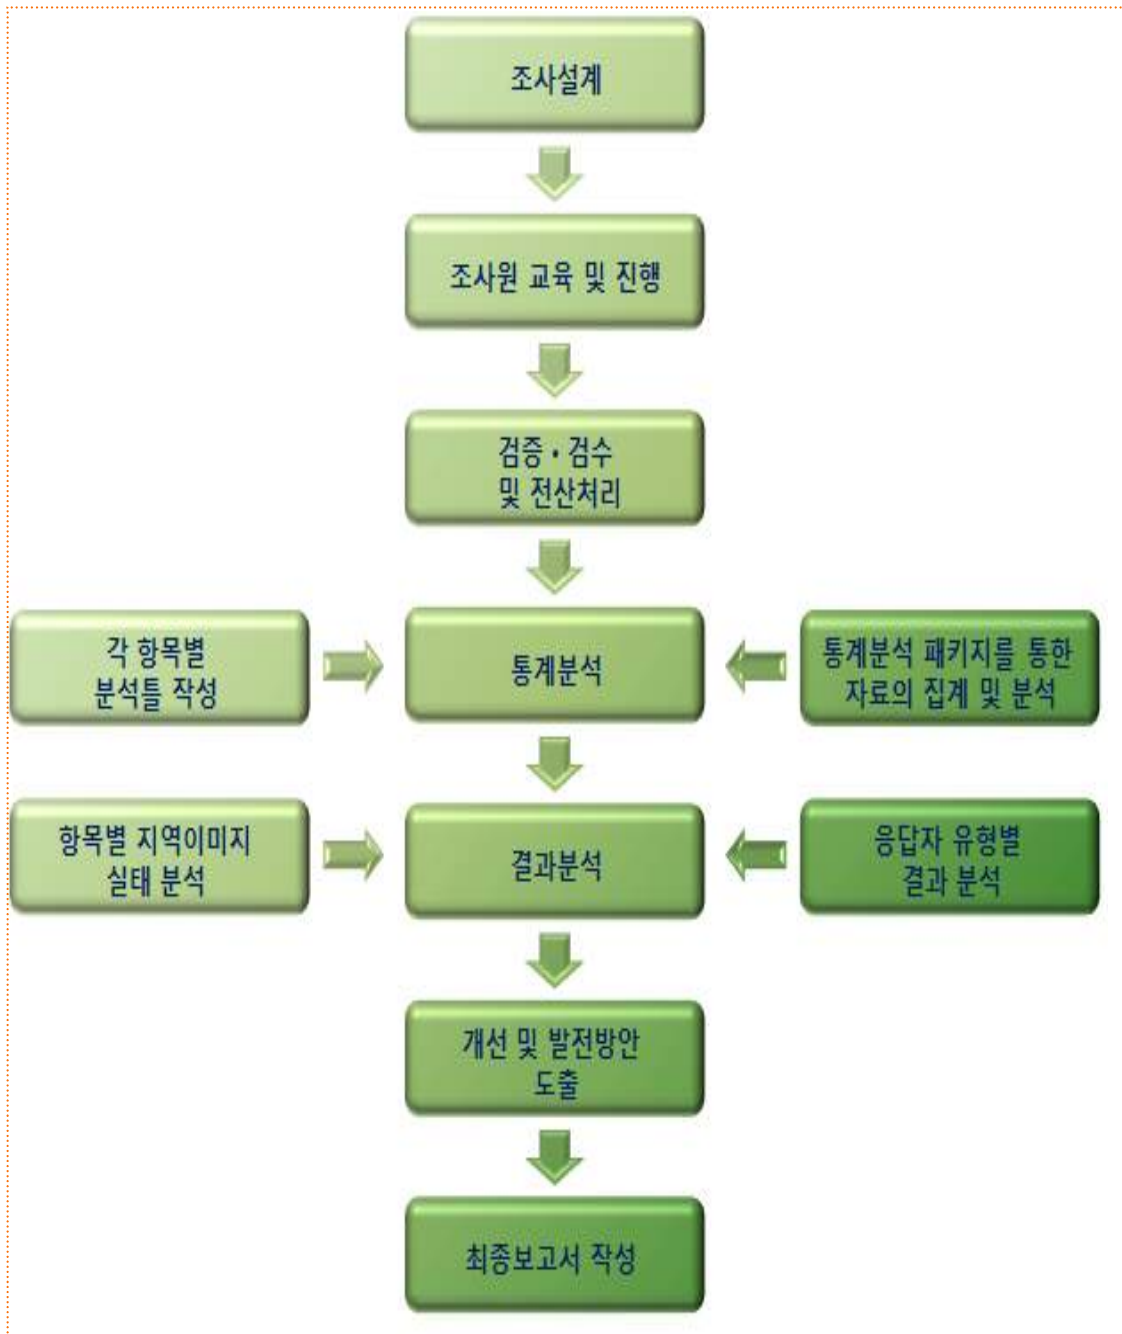 조사설계
조사원 교육 및 진행
검증·검수
및 전산처리
각 항목별
분석틀 작성
통계분석
통계분석 패키지를 통한
자료의 집계 및 분석
항목별 지역이미지
실태 분석
결과분석
응답자 유형별
결과 분석
개선 및 발전방안
도출
최종보고서 작성